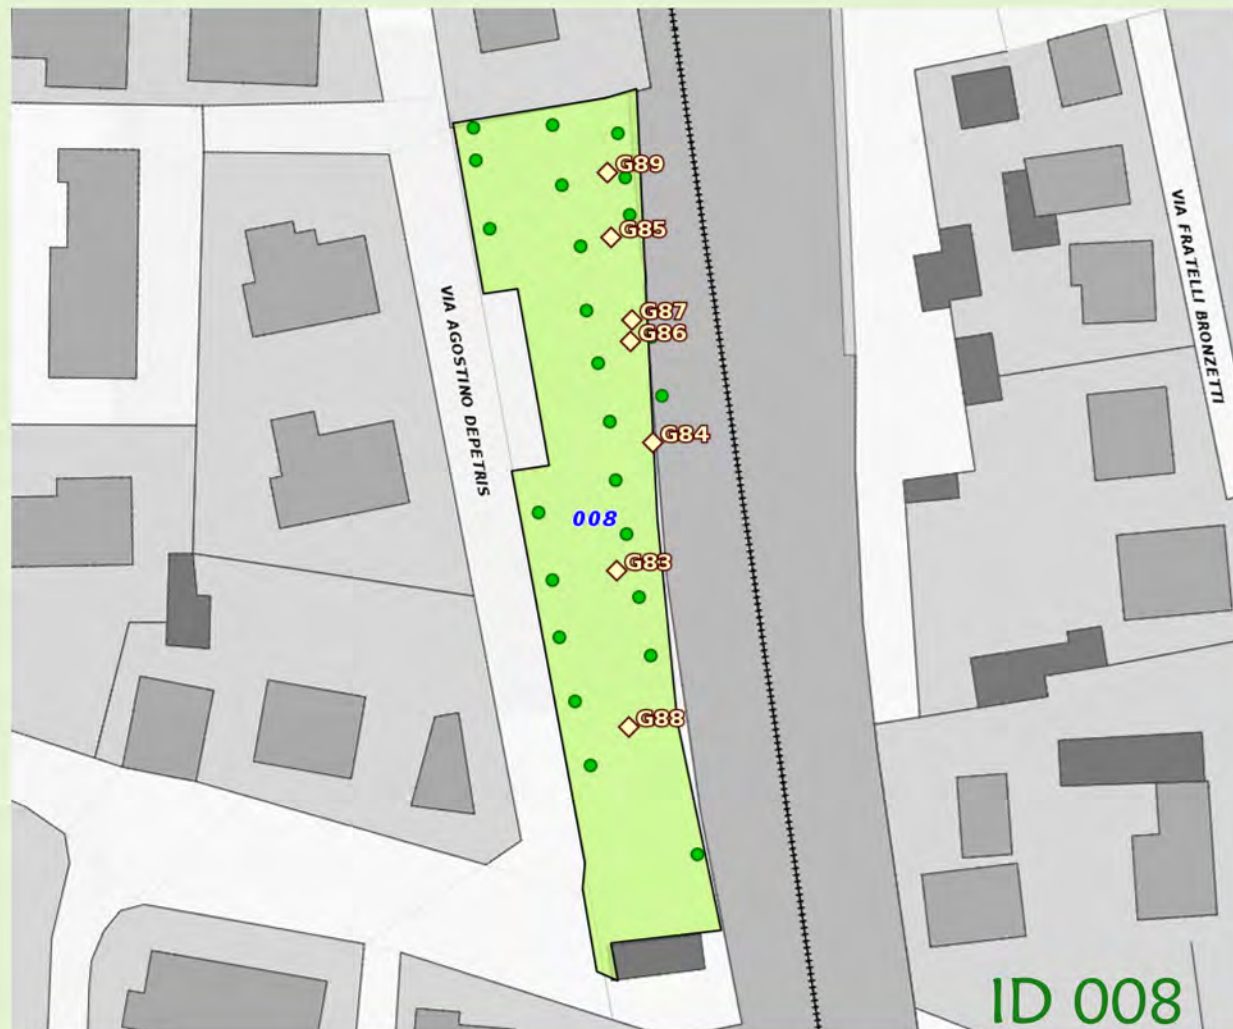 G89
VIA FRATELLI BRONZETTI
G85
VIA AGOSTINO DEPETRIS
G87
G86
G84
008
G83
G88
ID 008